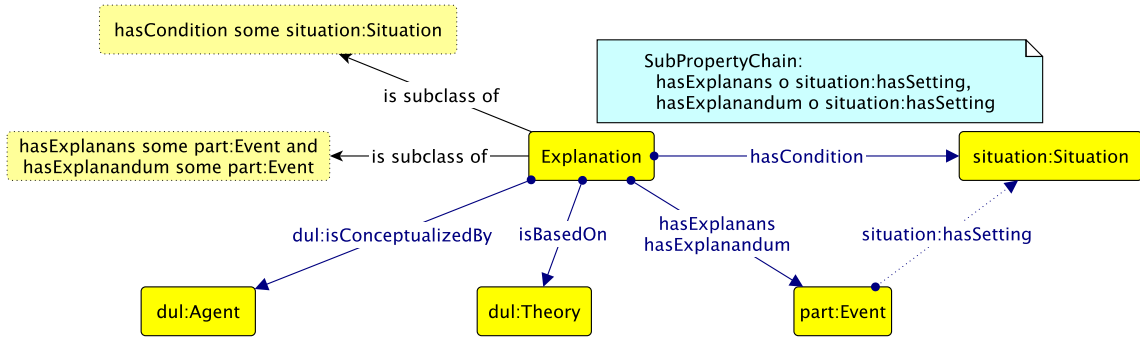 hasCondition some situation:Situation
SubPropertyChain:
hasExplanans o situation:hasSetting,
hasExplanandum o situation:hasSetting
is subclass of
hasExplanans some part:Event and
hasExplanandum some part:Event
is subclass of
Explanation
hasCondition
situation:Situation
dul:isConceptualizedBy
isBasedOn
hasExplanans
hasExplanandum
situation:hasSetting
dul:Agent
dul:Theory
part:Event